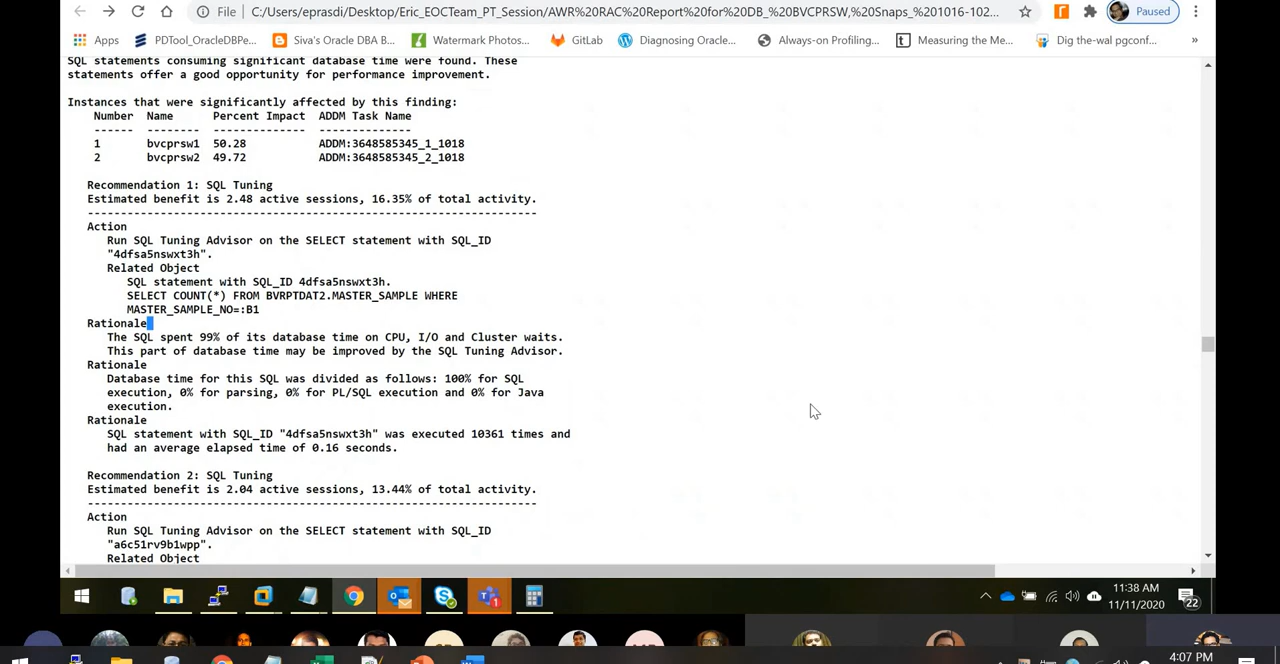 File C:/Users/eprasdi/Desktop/Eric_EOCTeam_PT_Session/AWR%20RAC%20Report%20for%20DB_%20BVCPRSW,%20Snaps_%201016-102... Paused
Apps PDTool_OracleDBPe... Siva's Oracle DBA B... Watermark Photos... GitLab Diagnosing Oracle... Always-on Profiling... Measuring the Me... Dig the-wal pgconf... »
SQL statements consuming significant database time were found. These
statements offer a good opportunity for performance improvement.
Instances that were significantly affected by this finding:
Number Name Percent Impact ADDM Task Name
------ -------- -------------- --------------
1 bvcprsw1 50.28 ADDM:3648585345_1_1018
2 bvcprsw2 49.72 ADDM:3648585345_2_1018
Recommendation 1: SQL Tuning
Estimated benefit is 2.48 active sessions, 16.35% of total activity.
--------------------------------------------------------------------
Action
Run SQL Tuning Advisor on the SELECT statement with SQL_ID
"4dfsa5nswxt3h".
Related Object
SQL statement with SQL_ID 4dfsa5nswxt3h.
SELECT COUNT(*) FROM BVRPTDAT2.MASTER_SAMPLE WHERE
MASTER_SAMPLE_NO=:B1
Rationale
The SQL spent 99% of its database time on CPU, I/O and Cluster waits.
This part of database time may be improved by the SQL Tuning Advisor.
Rationale
Database time for this SQL was divided as follows: 100% for SQL
execution, 0% for parsing, 0% for PL/SQL execution and 0% for Java
execution.
Rationale
SQL statement with SQL_ID "4dfsa5nswxt3h" was executed 10361 times and
had an average elapsed time of 0.16 seconds.
Recommendation 2: SQL Tuning
Estimated benefit is 2.04 active sessions, 13.44% of total activity.
--------------------------------------------------------------------
Action
Run SQL Tuning Advisor on the SELECT statement with SQL_ID
"a6c51rv9b1wpp".
Related Object
11:38 AM
11/11/2020
22
4:07 PM